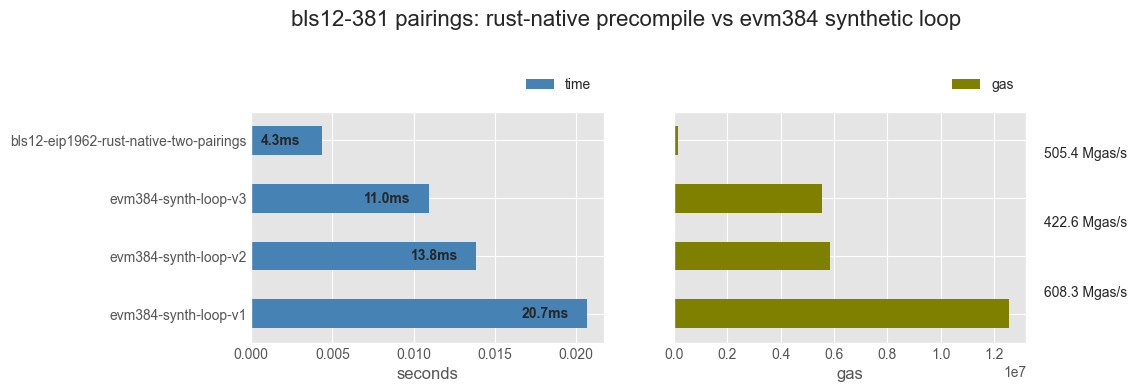 bls12-381 pairings: rust-native precompile vs evm384 synthetic loop
time
gas
bls12-eip1962-rust-native-two-pairings
4.3ms
505.4 Mgas/s
evm384-synth-loop-v3
11.0ms
422.6 Mgas/s
evm384-synth-loop-v2
13.8ms
608.3 Mgas/s
evm384-synth-loop-v1
20.7ms
0.000 0.005 0.010 0.015 0.020
0.0 0.2 0.4 0.6 0.8 1.0 1.2
1e7
seconds
gas